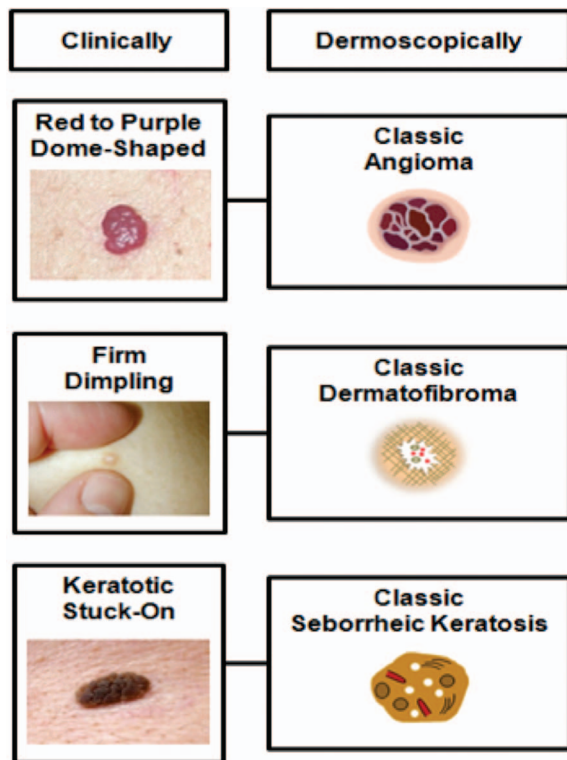 Clinically
Dermoscopically
Red to Purple
Dome-Shaped
Classic
Angioma
Firm
Dimpling
Classic
Dermatofibroma
Keratotic
Stuck-On
Classic
Seborrheic Keratosis